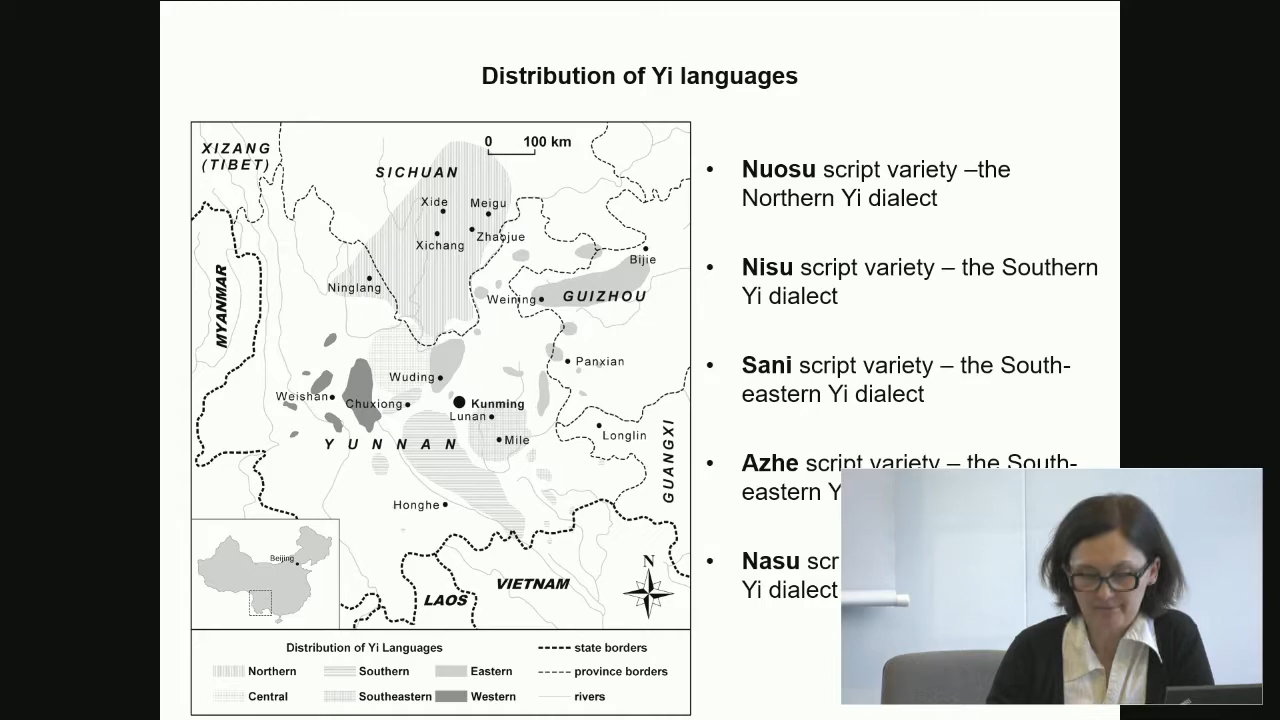 Distribution of Yi languages
XIZANG
(TIBET)
SICHUAN
0 100 km
Xide
Meigu
Xichang
Zhaojue
Bijie
Ninglang
Weining
GUIZHOU
MYANMAR
Panxian
Wuding
Weishan
Chuxiong
Kunming
Lunan
Mile
Longlin
YUNNAN
GUANGXI
Honghe
Beijing
N
VIETNAM
LAOS
Distribution of Yi Languages
Northern
Southern
Eastern
Central
Southeastern
Western
state borders
province borders
rivers
• Nuosu script variety –the
Northern Yi dialect
• Nisu script variety – the Southern
Yi dialect
• Sani script variety – the South-
eastern Yi dialect
• Azhe script variety – the South-
eastern Y
• Nasu scr
Yi dialect